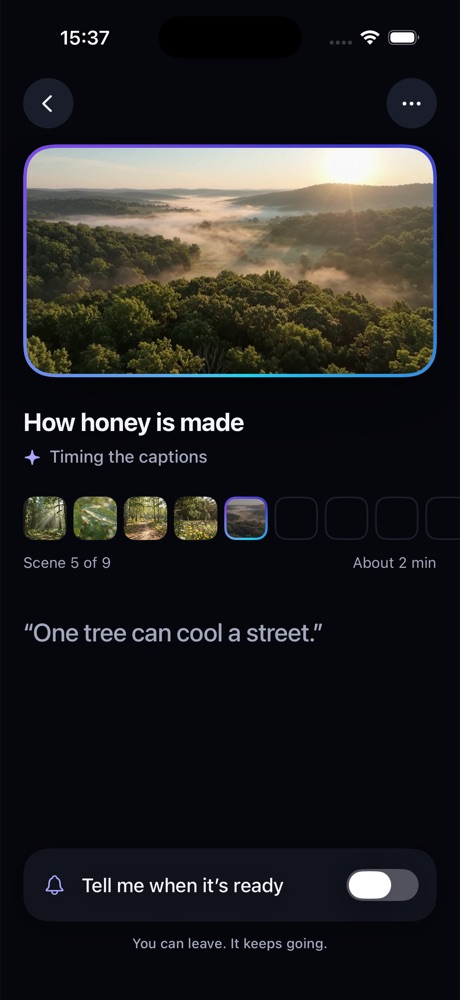 15:37
How honey is made
Timing the captions
Scene 5 of 9
About 2 min
“One tree can cool a street.”
Tell me when it’s ready
You can leave. It keeps going.